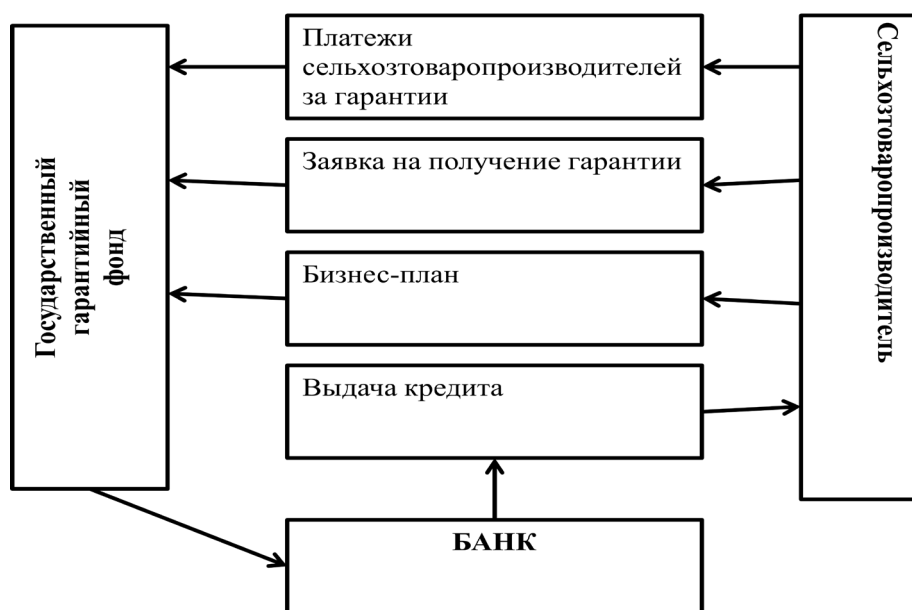 Государственный
гарантийный
фонд
Платежи
сельхозтоваропроизводителей
за гарантии
Заявка на получение гарантии
Бизнес-план
Выдача кредита
БАНК
Сельхозтоваропроизводитель